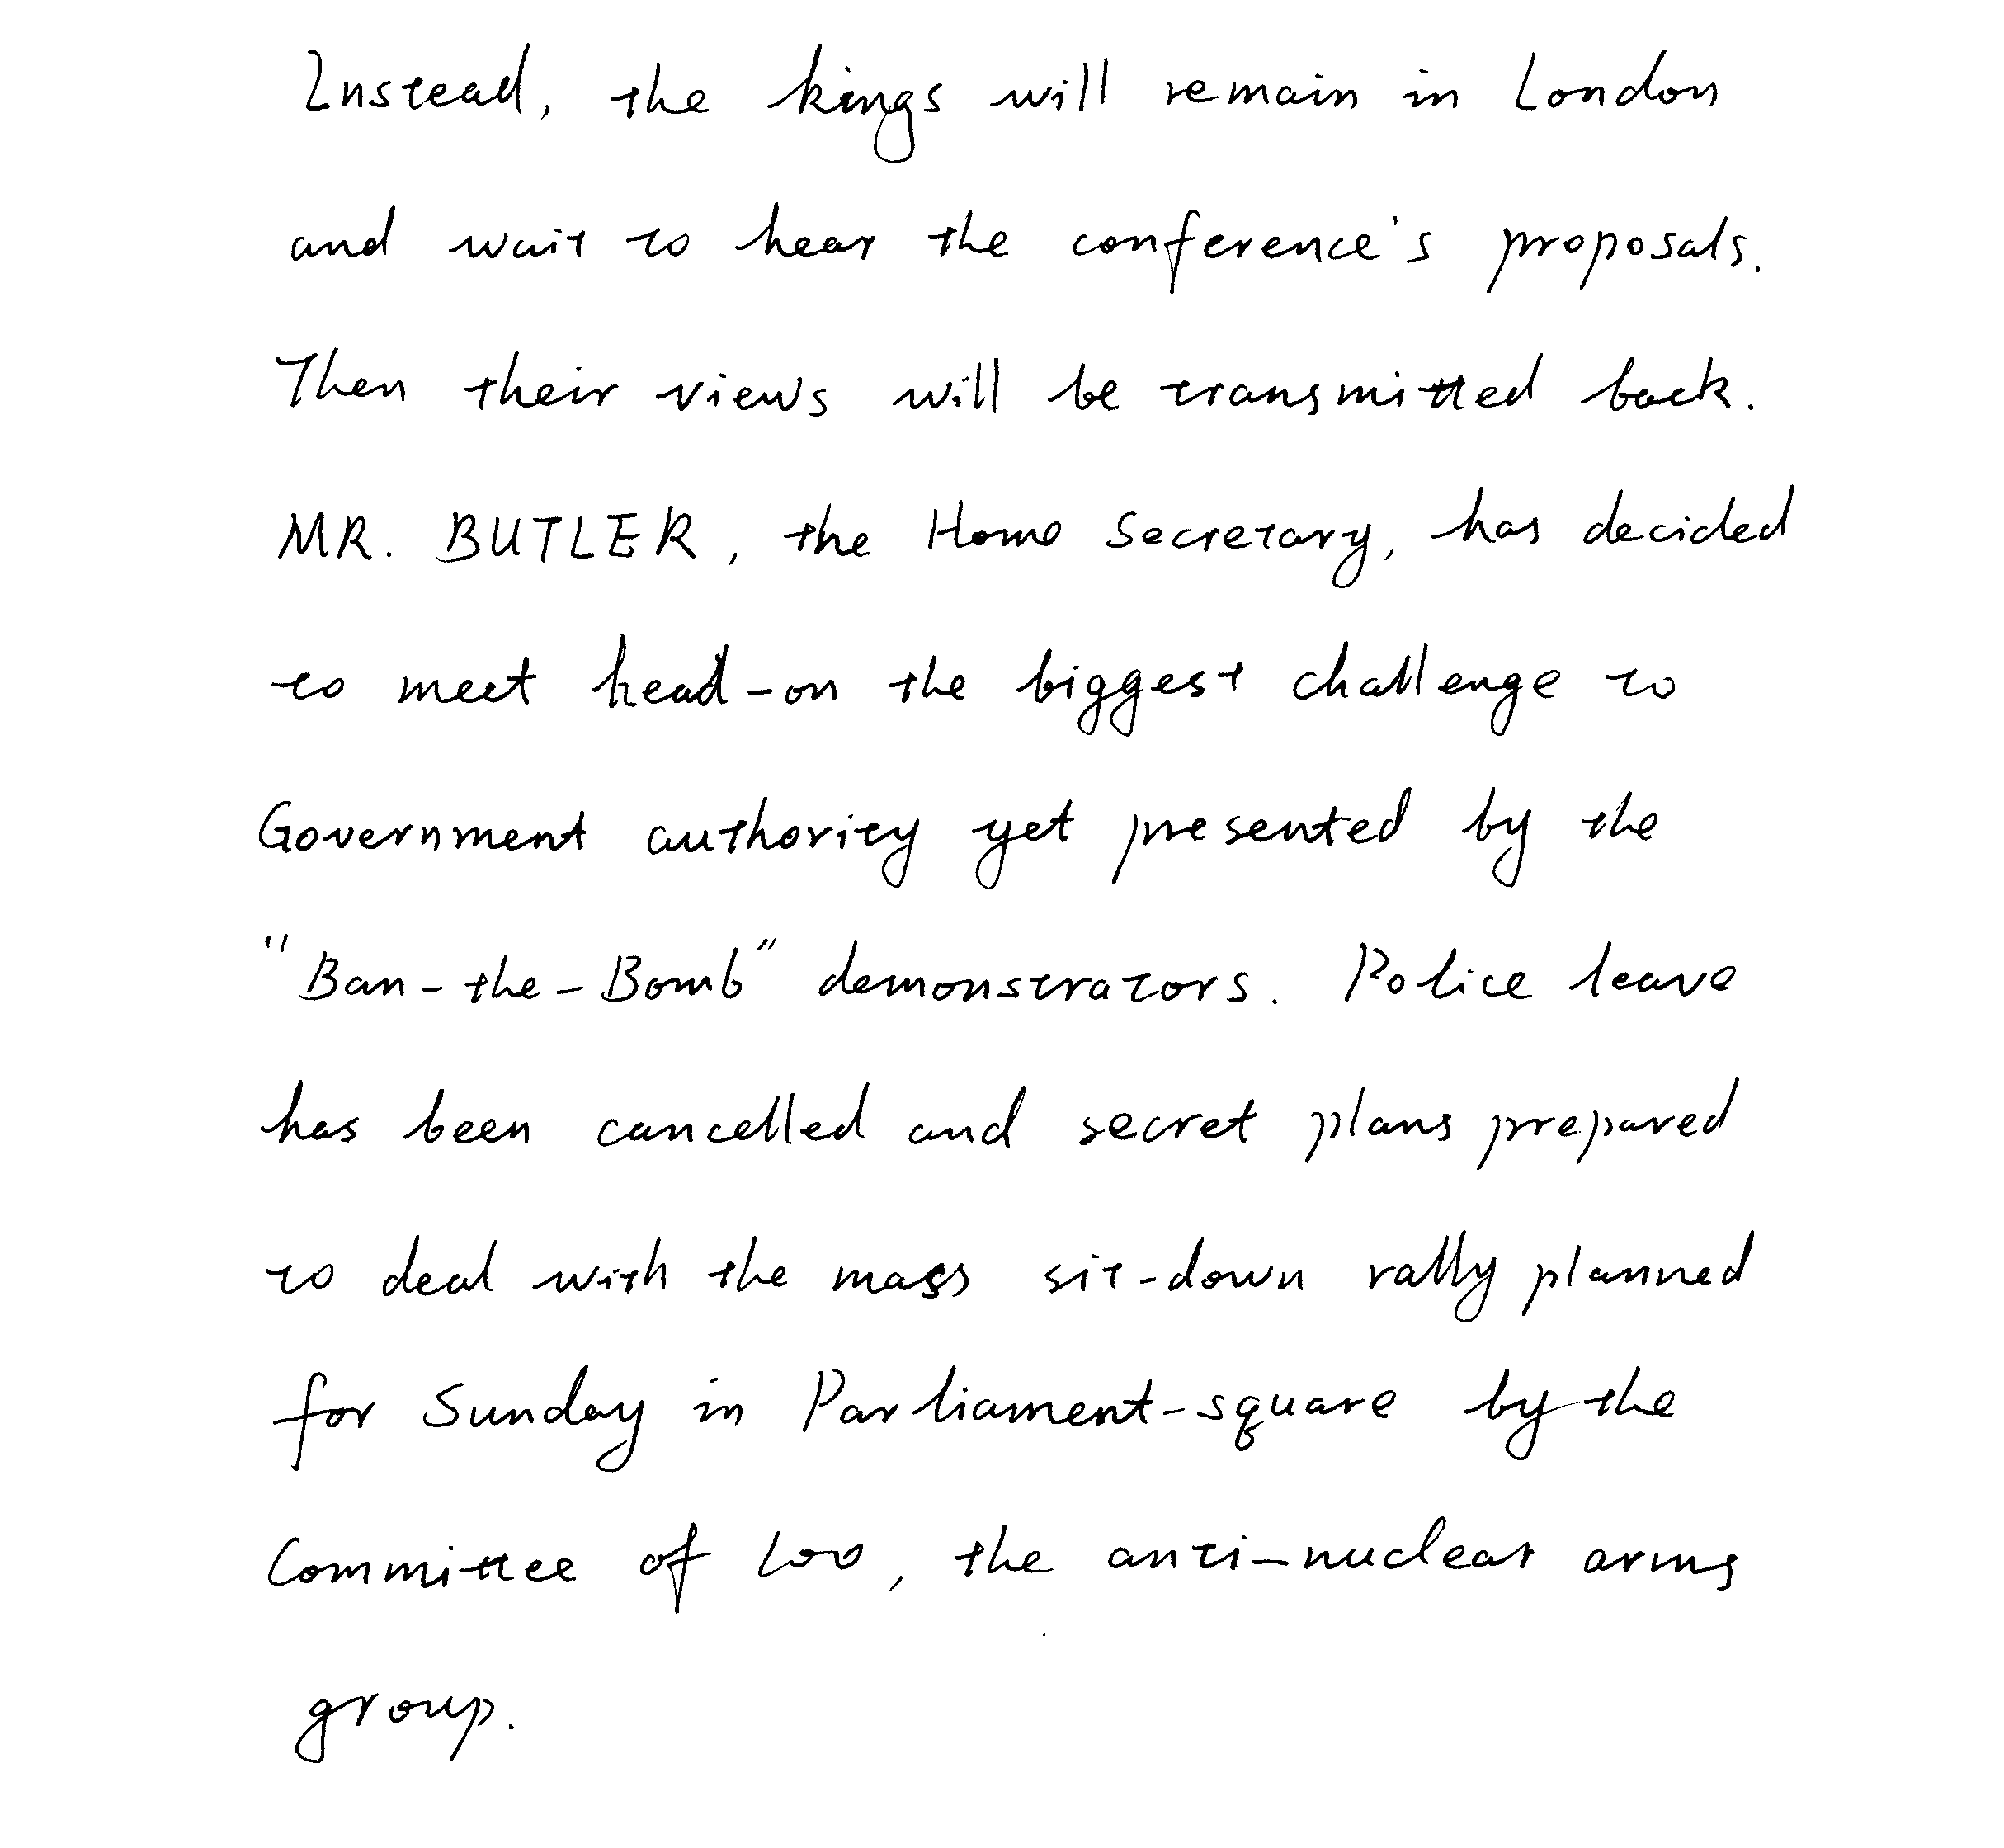 Instead, the kings will remain in London
and wait to hear the conference's proposals.
Then their views will be transmitted back.
MR. BUTLER, the Home Secretary, has decided
to meet head-on the biggest challenge to
Government authority yet presented by the
"Ban-the-Bomb" demonstrators. Police leave
has been cancelled and secret plans prepared
to deal with the mass sit-down rally planned
for Sunday in Parliament-square by the
Committee of 100, the anti-nuclear arms
group.